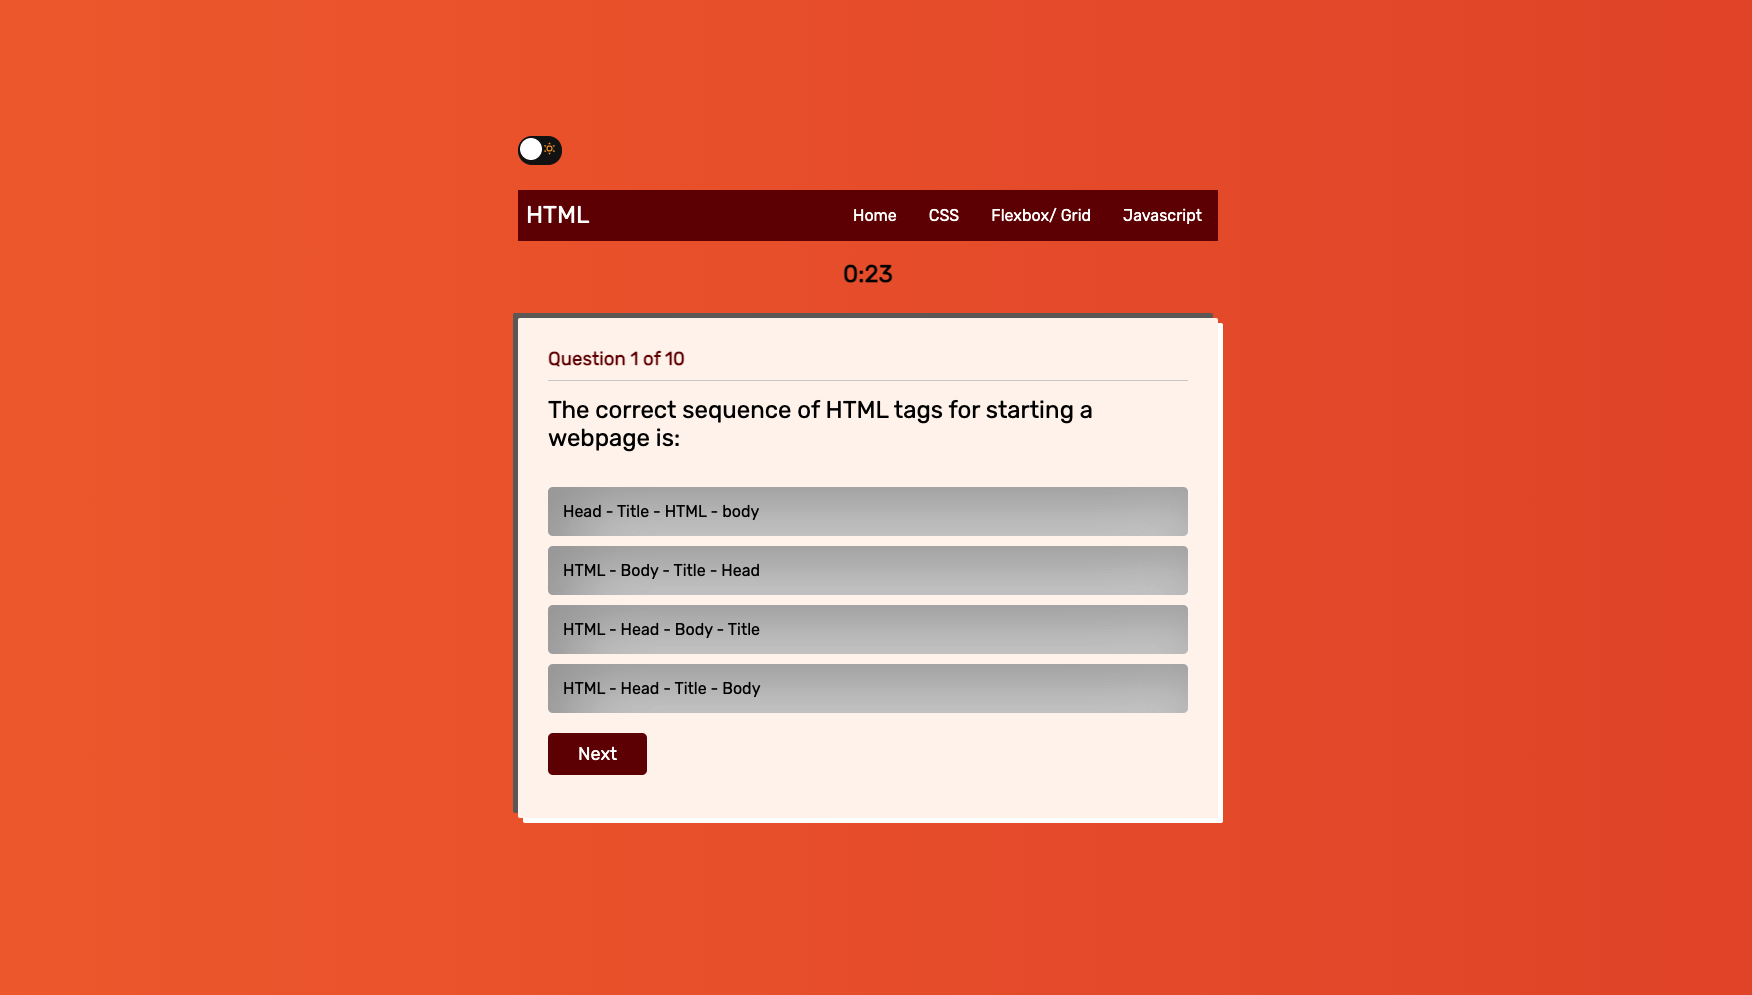 HTML
Home
CSS
Flexbox/ Grid
Javascript
0:23
Question 1 of 10
The correct sequence of HTML tags for starting a
webpage is:
Head - Title - HTML - body
HTML - Body - Title - Head
HTML - Head - Body - Title
HTML - Head - Title - Body
Next